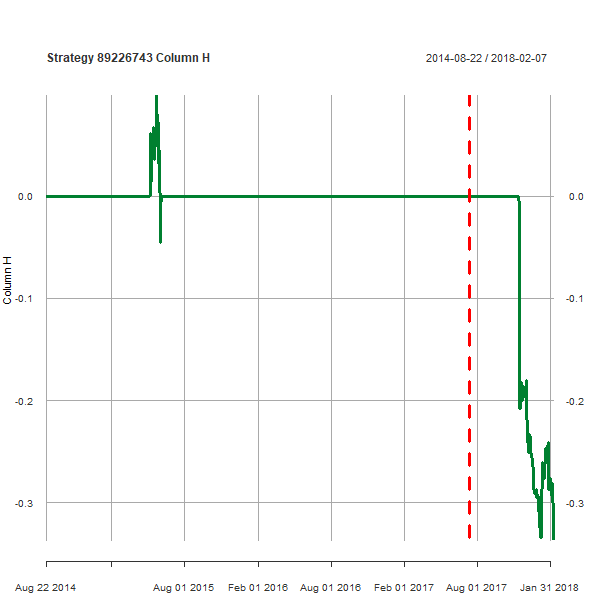 Strategy 89226743 Column H
2014-08-22 / 2018-02-07
0.0 0.0
-0.1 -0.1
-0.2 -0.2
-0.3 -0.3
Column H
Aug 22 2014 Aug 01 2015 Feb 01 2016 Aug 01 2016 Feb 01 2017 Aug 01 2017 Jan 31 2018